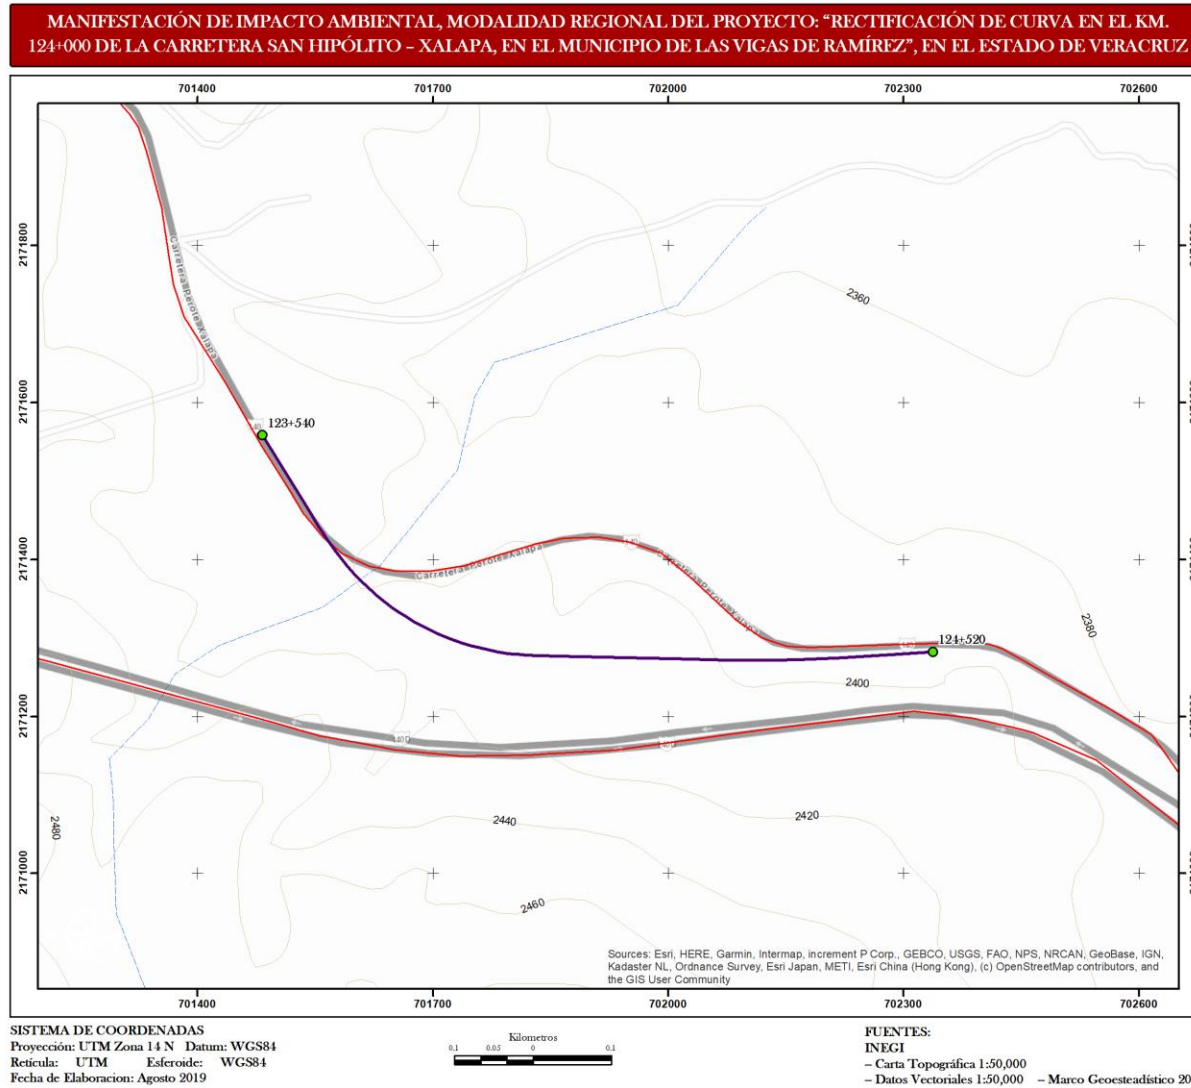 MANIFESTACIÓN DE IMPACTO AMBIENTAL, MODALIDAD REGIONAL DEL PROYECTO: “RECTIFICACIÓN DE CURVA EN EL KM.
124+000 DE LA CARRETERA SAN HIPÓLITO – XALAPA, EN EL MUNICIPIO DE LAS VIGAS DE RAMÍREZ”, EN EL ESTADO DE VERACRUZ
701400 701700 702000 702300 702600
2171800
Carretera Perote Xalapa
2360
2171600
40
123+540
2171400
140
Carretera Perote Xalapa
Carretera Perote Xalapa
2380
124+520
2400
2171200
140D
140D
2480
2440
2420
2171000
2460
Sources: Esri, HERE, Garmin, Intermap, increment P Corp., GEBCO, USGS, FAO, NPS, NRCAN, GeoBase, IGN,
Kadaster NL, Ordnance Survey, Esri Japan, METI, Esri China (Hong Kong), (c) OpenStreetMap contributors, and
the GIS User Community
701400 701700 702000 702300 702600
SISTEMA DE COORDENADAS
Proyección: UTM Zona 14 N Datum: WGS84
Retícula: UTM Esferoide: WGS84
Fecha de Elaboracion: Agosto 2019
Kilometros
0.1 0.05 0 0.1
FUENTES:
INEGI
– Carta Topográfica 1:50,000
– Datos Vectoriales 1:50,000 – Marco Geoestadístico 20